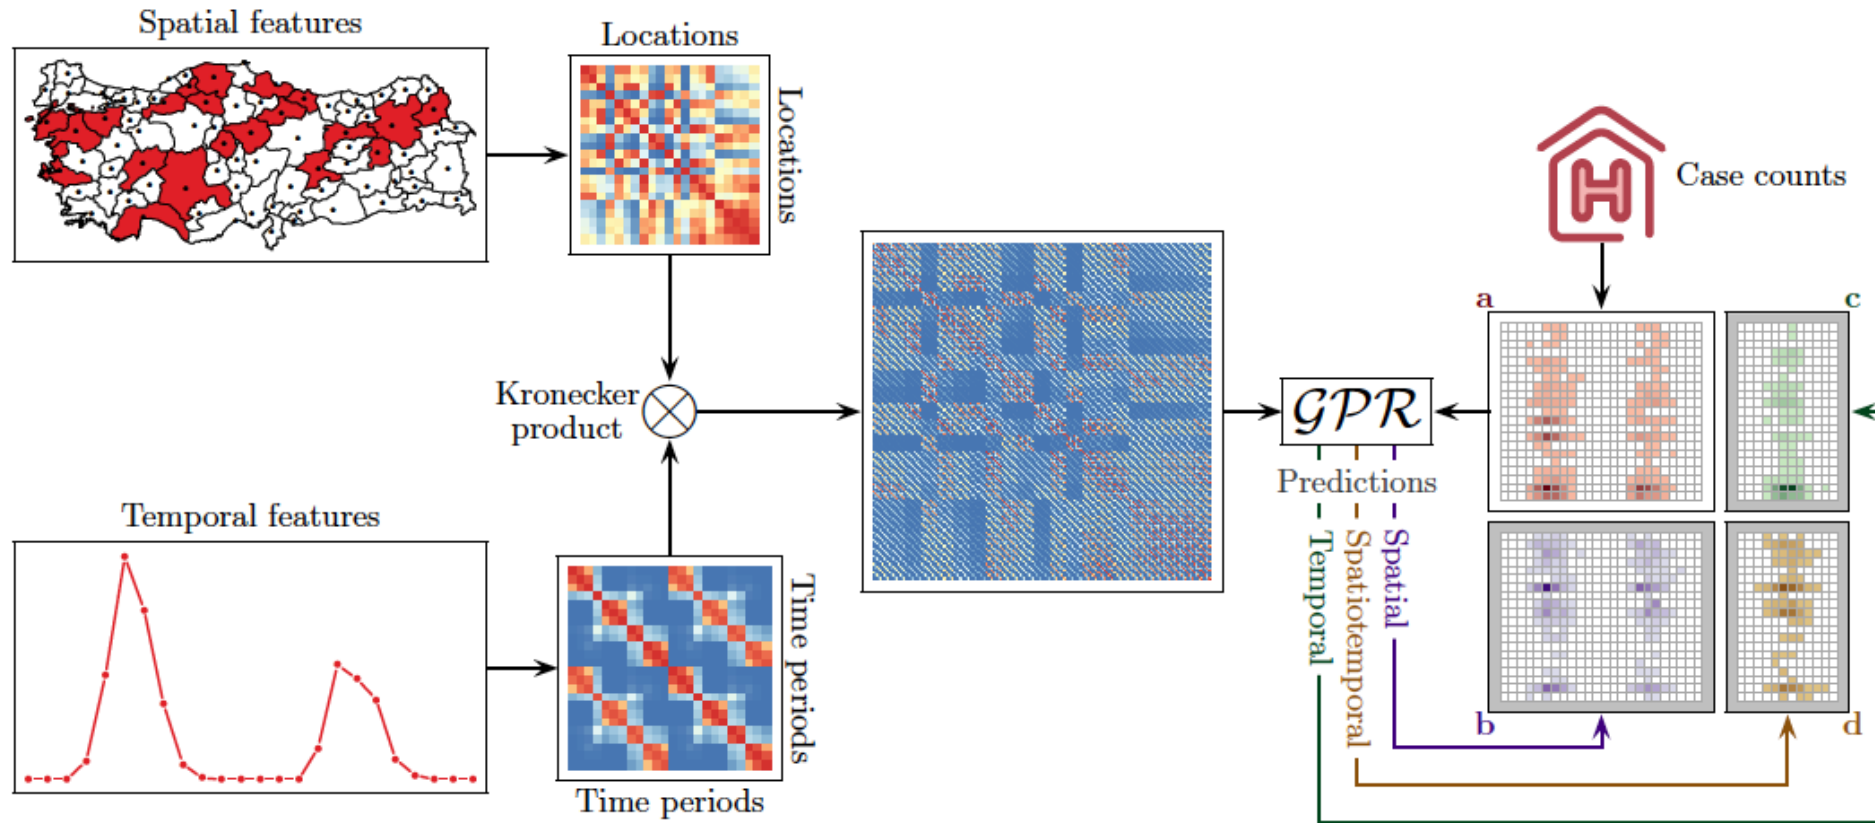 Spatial features
Locations
Locations
Kronecker
product
Temporal features
Time periods
Time periods
GPR
Predictions
Temporal
Spatiotemporal
Spatial
H
Case counts
a
c
b
d